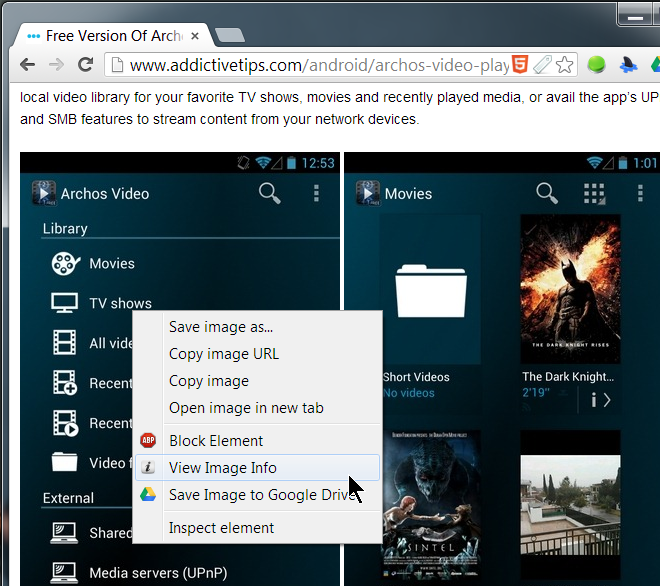 Free Version Of Arch
www.addictivetips.com/android/archos-video-play
local video library for your favorite TV shows, movies and recently played media, or avail the app's UP
and SMB features to stream content from your network devices.
12:53
Archos Video
Library
Movies
TV shows
All vide
Recent
Recent
Video f
External
Shared
Media servers (UPnP)
Save image as...
Copy image URL
Copy image
Open image in new tab
ABP
Block Element
View Image Info
Save Image to Google Drive
Inspect element
1:01
Movies
Short Videos
No videos
THE DARK KNIGHT RISES
The Dark Knight...
2'19''
SINTEL